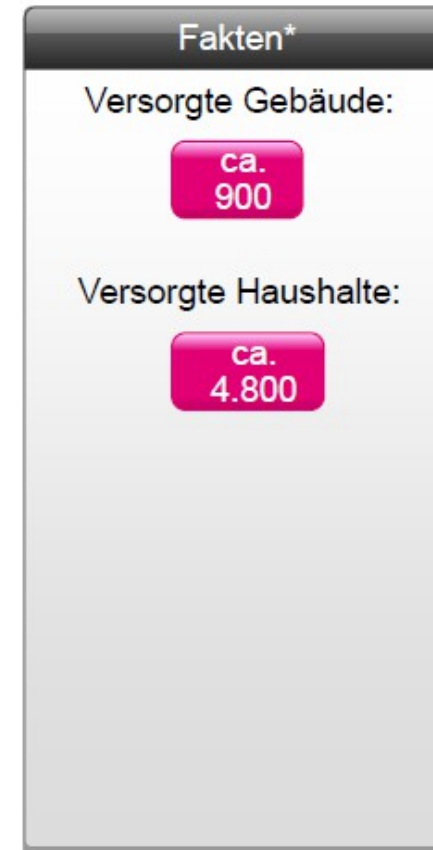 Fakten*
Versorgte Gebäude:
ca.
900
Versorgte Haushalte:
ca.
4.800